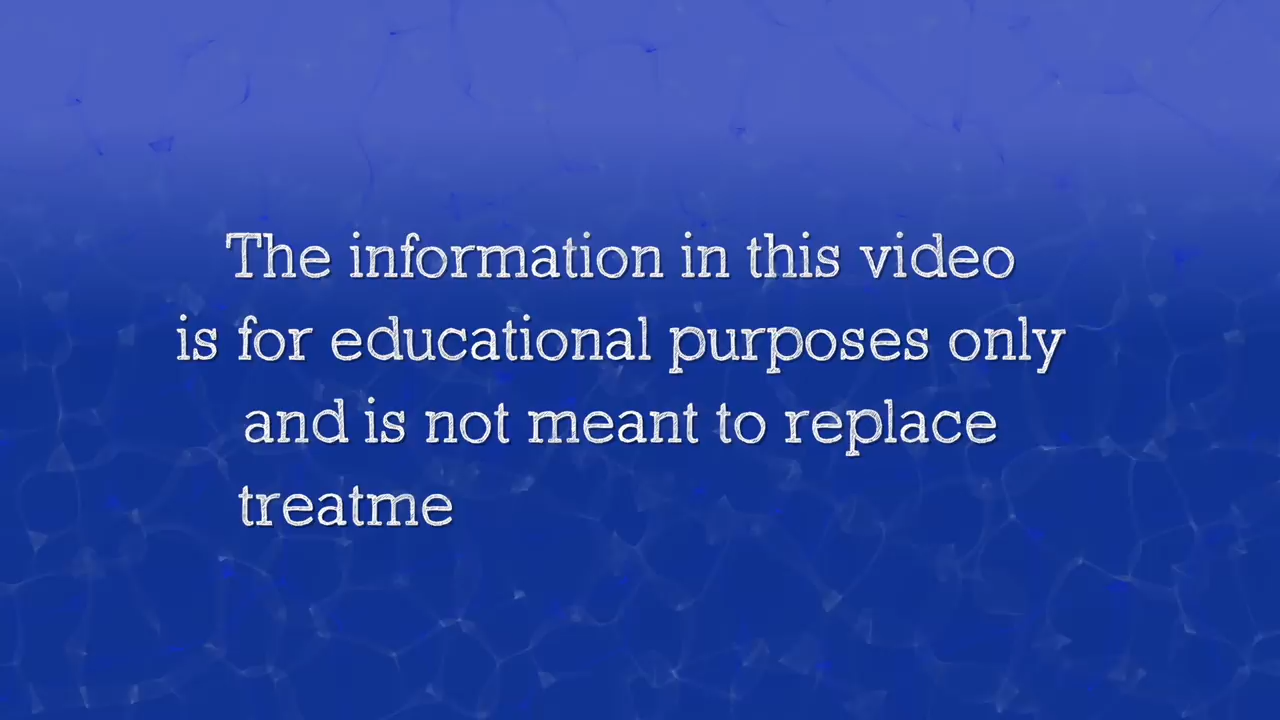 The information in this video
is for educational purposes only
and is not meant to replace
treatme